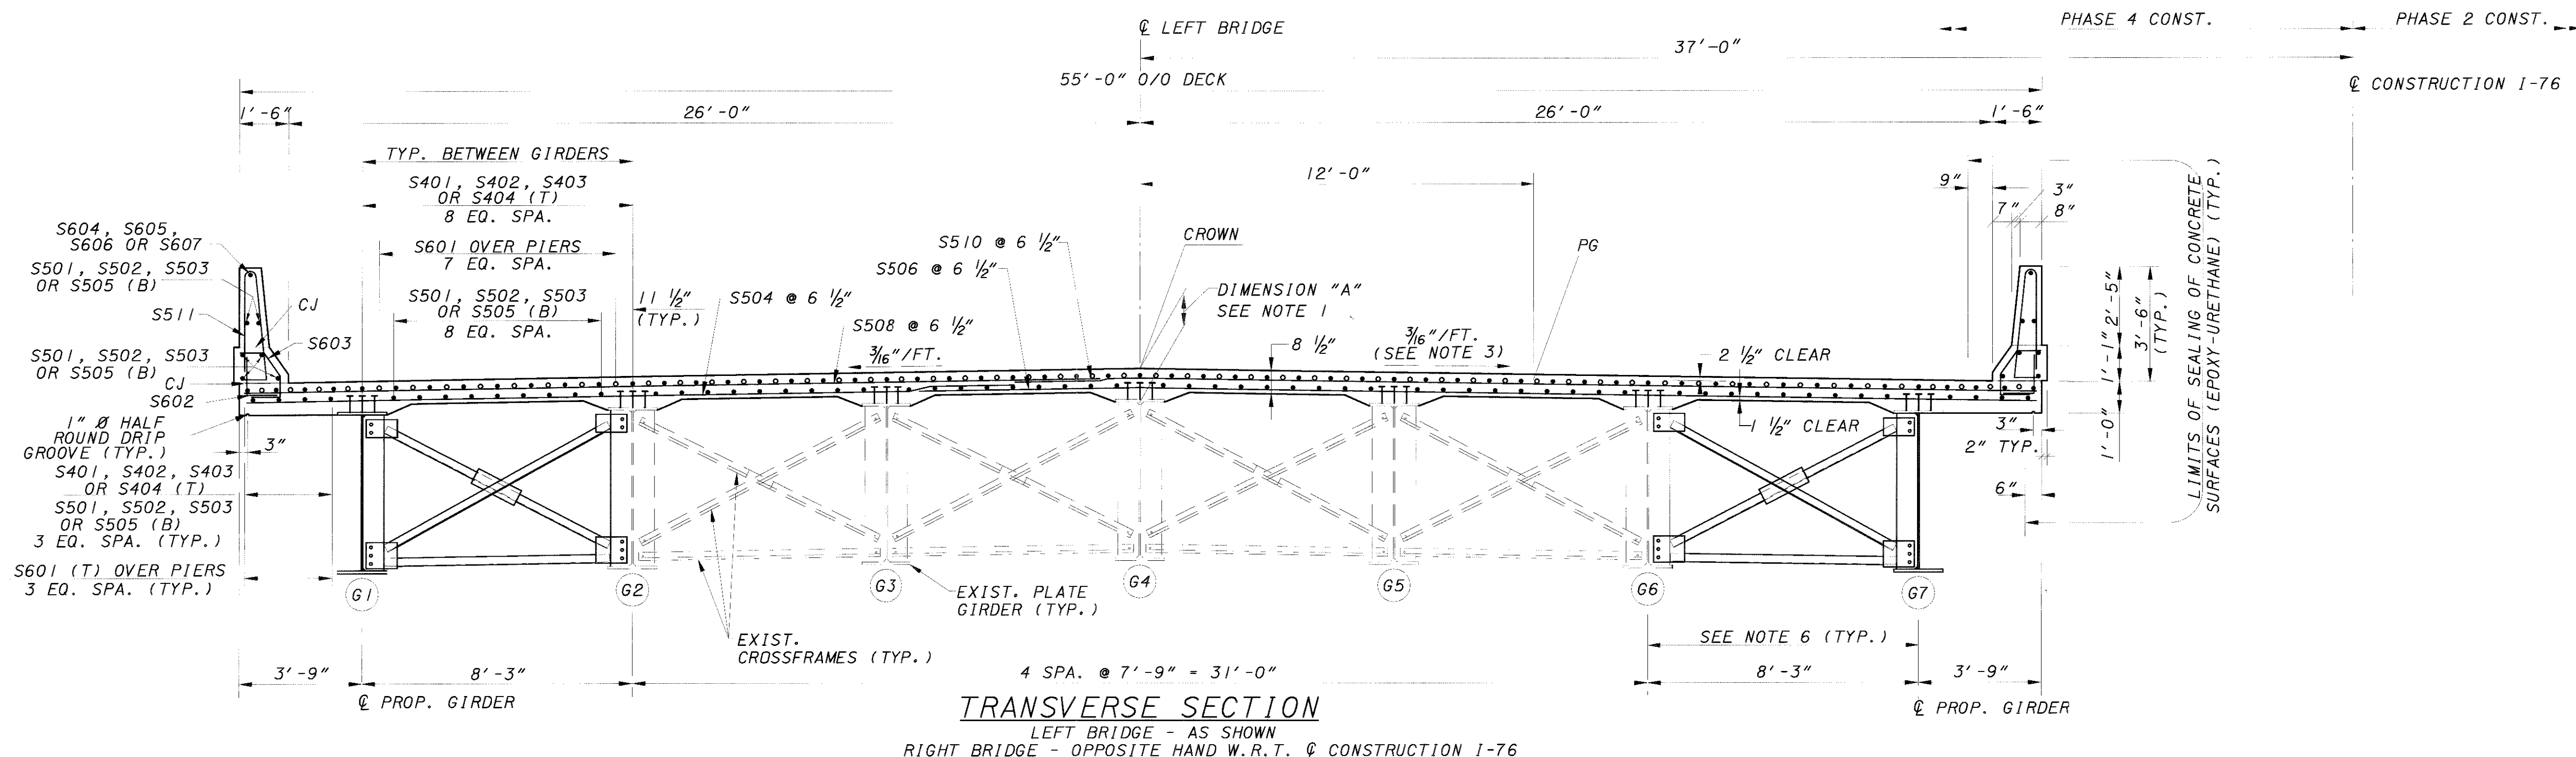 ℄ LEFT BRIDGE
PHASE 4 CONST.
PHASE 2 CONST.
37'-0"
55'-0" O/O DECK
℄ CONSTRUCTION I-76
1'-6"
26'-0"
26'-0"
1'-6"
TYP. BETWEEN GIRDERS
S401, S402, S403
OR S404 (T)
8 EQ. SPA.
12'-0"
9"
3"
7"
8"
S604, S605,
S606 OR S607
S501, S502, S503
OR S505 (B)
S511
CJ
S603
S501, S502, S503
OR S505 (B)
CJ
S602
1" Ø HALF
ROUND DRIP
GROOVE (TYP.)
3"
S401, S402, S403
OR S404 (T)
S501, S502, S503
OR S505 (B)
3 EQ. SPA. (TYP.)
S601 (T) OVER PIERS
3 EQ. SPA. (TYP.)
S601 OVER PIERS
7 EQ. SPA.
S501, S502, S503
OR S505 (B)
8 EQ. SPA.
11 ½"
(TYP.)
S504 @ 6 ½"
S508 @ 6 ½"
S506 @ 6 ½"
S510 @ 6 ½"
3/16"/FT.
CROWN
DIMENSION "A"
SEE NOTE 1
8 ½"
3/16"/FT.
(SEE NOTE 3)
PG
2 ½" CLEAR
1 ½" CLEAR
2'-5"
1'-1"
3'-6"
(TYP.)
1'-0"
3"
2" TYP.
6"
LIMITS OF SEALING OF CONCRETE
SURFACES (EPOXY-URETHANE) (TYP.)
G1
G2
G3
G4
G5
G6
G7
EXIST. PLATE
GIRDER (TYP.)
EXIST.
CROSSFRAMES (TYP.)
SEE NOTE 6 (TYP.)
3'-9"
8'-3"
4 SPA. @ 7'-9" = 31'-0"
8'-3"
3'-9"
℄ PROP. GIRDER
℄ PROP. GIRDER
TRANSVERSE SECTION
LEFT BRIDGE - AS SHOWN
RIGHT BRIDGE - OPPOSITE HAND W.R.T. ℄ CONSTRUCTION I-76